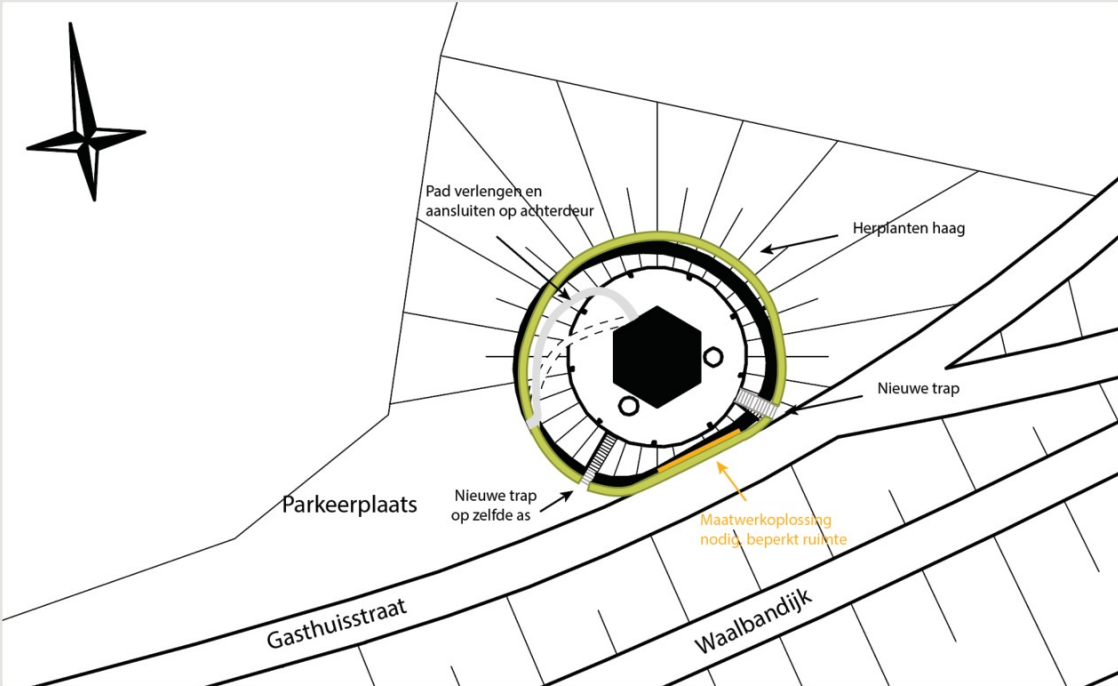 Pad verlengen en
aansluiten op achterdeur
Herplanten haag
Nieuwe trap
Parkeerplaats
Nieuwe trap
op zelfde as
Maatwerkoplossing
nodig, beperkt ruimte
Gasthuisstraat
Waalbandijk